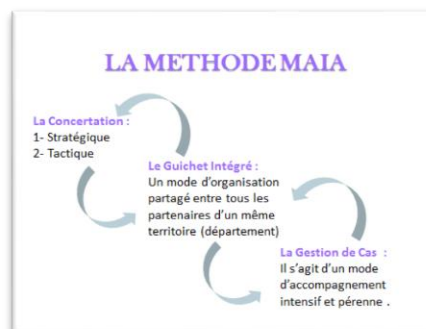 LA METHODE MAIA
La Concertation :
1- Stratégique
2- Tactique
Le Guichet Intégré :
Un mode d'organisation
partagé entre tous les
partenaires d'un même
territoire (département)
La Gestion de Cas :
Il s'agit d'un mode
d'accompagnement
intensif et pérenne .